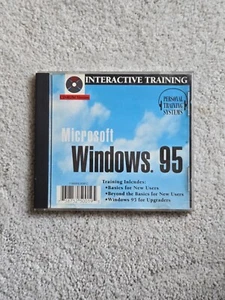 INTERACTIVE TRAINING
PERSONAL
TRAINING
SYSTEMS
Microsoft
Windows. 95
Training Inlcudes:
•Basics for New Users
•Beyond the Basics for New Users
•Windows 95 for Upgraders